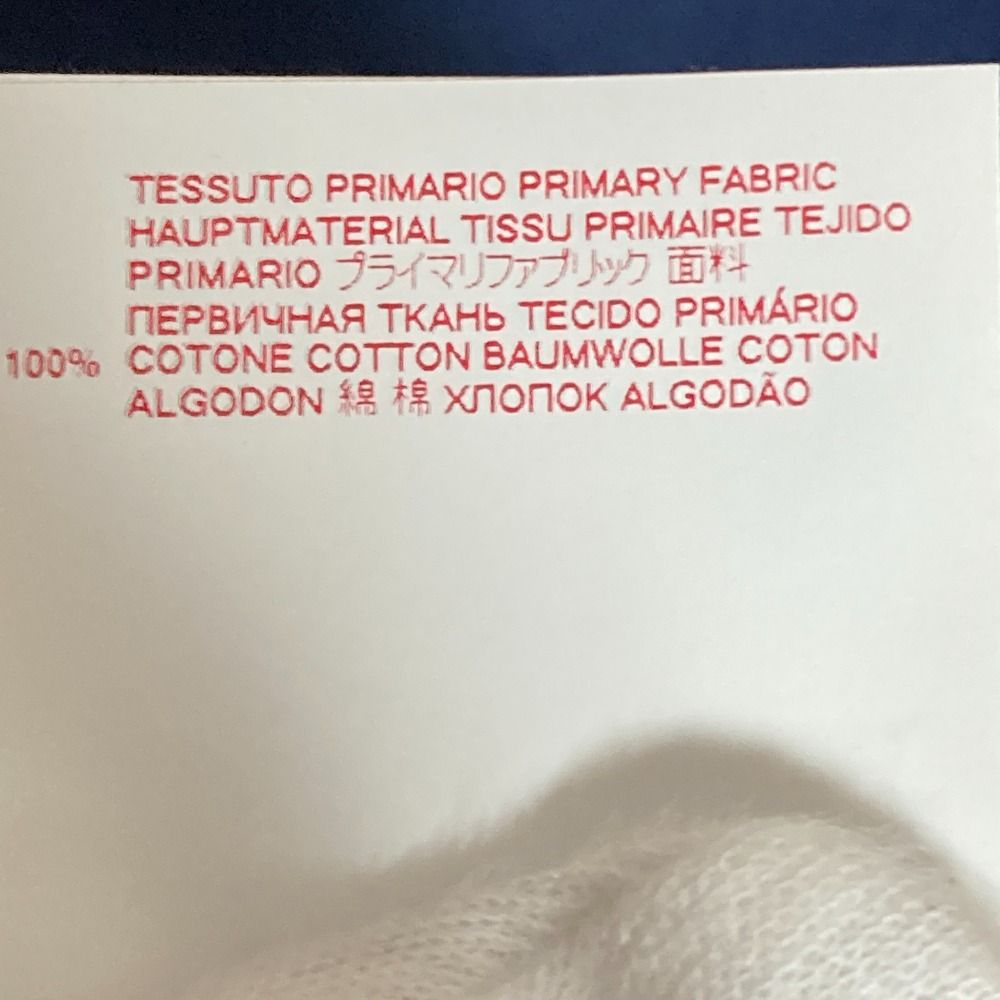 TESSUTO PRIMARIO PRIMARY FABRIC
HAUPTMATERIAL TISSU PRIMAIRE TEJIDO
PRIMARIO プライマリファブリック 面料
ПЕРВИЧНАЯ ТКАНЬ TECIDO PRIMÁRIO
100% COTONE COTTON BAUMWOLLE COTON
ALGODON 綿 棉 ХЛОПОК ALGODÃO